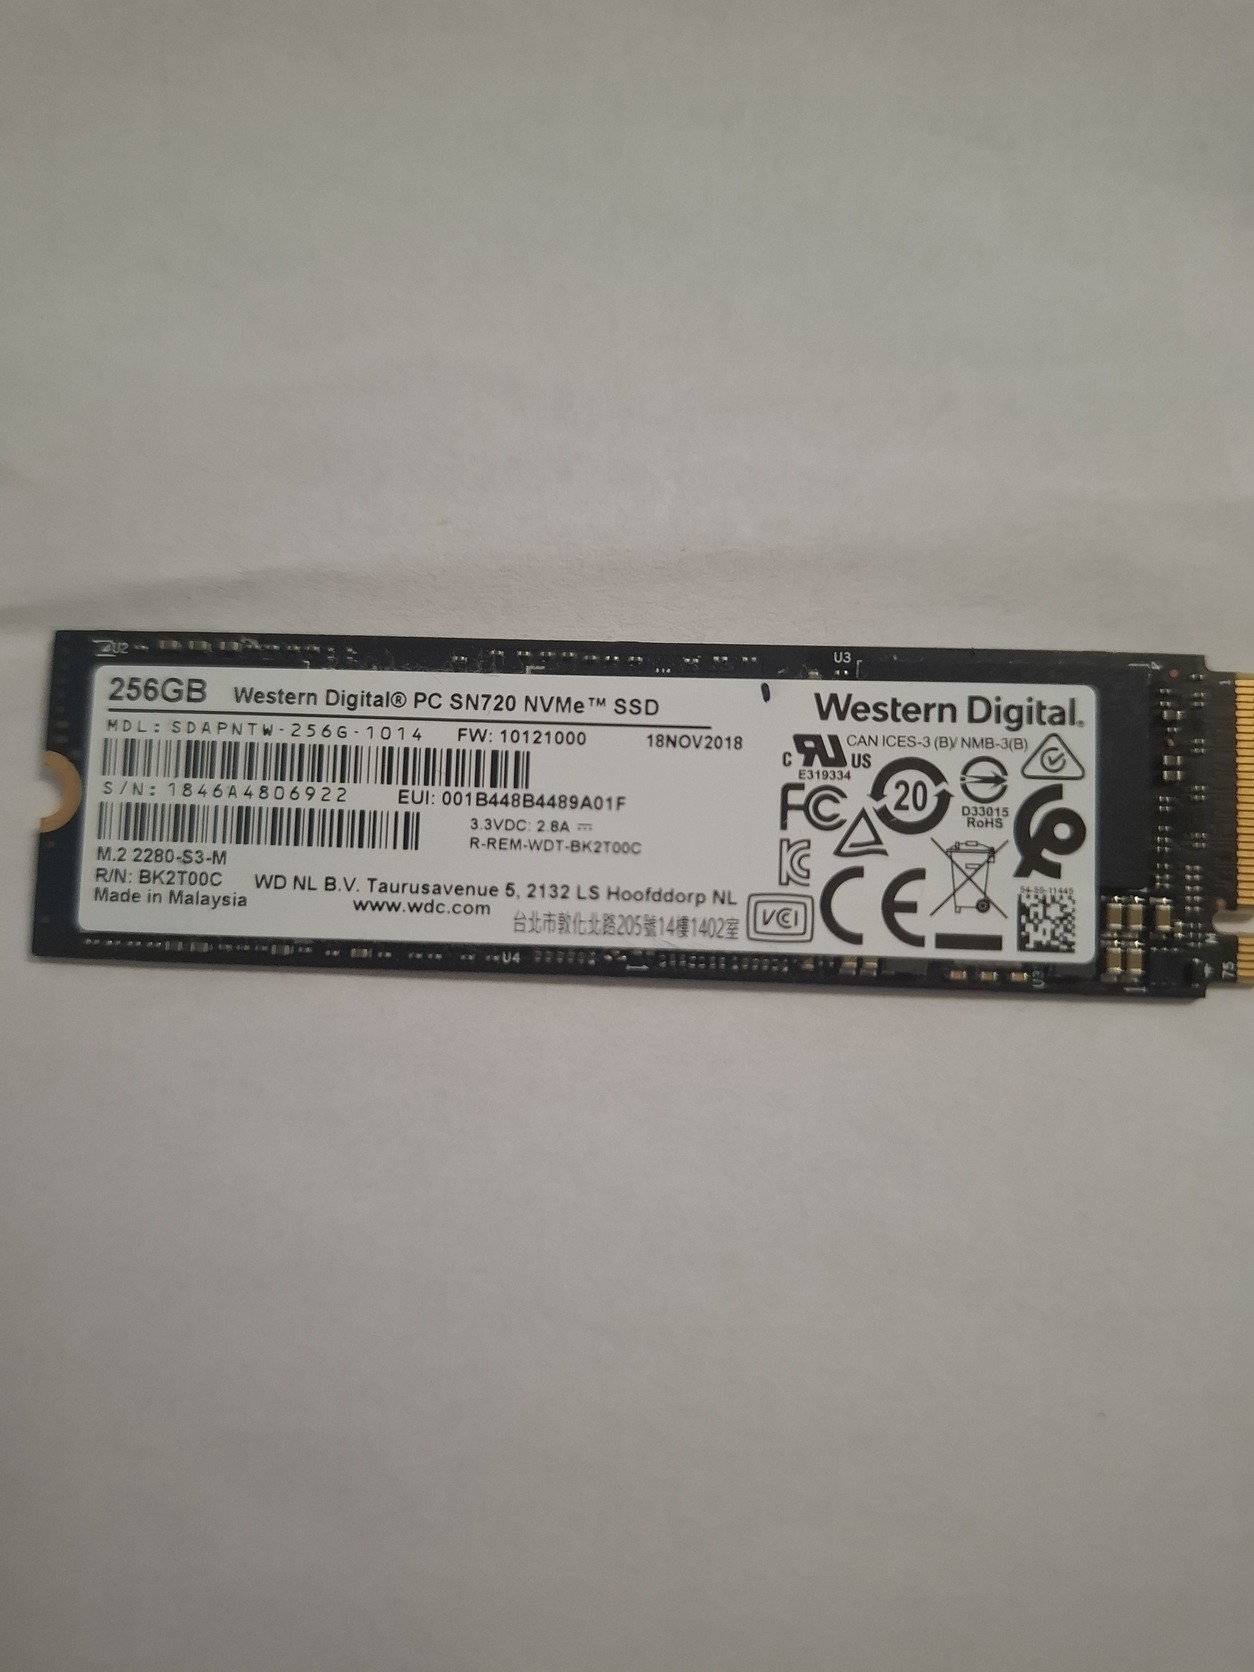 U2
U3
256GB Western Digital® PC SN720 NVMe™ SSD
Western Digital®
MDL: SDAPNTW-256G-1014 FW: 10121000 18NOV2018
CAN ICES-3 (B)/ NMB-3(B)
C US
E319334
S/N: 1846A4806922 EUI: 001B448B4489A01F
FC
20
D33015
RoHS
3.3VDC: 2.8A ⎓
R-REM-WDT-BK2T00C
M.2 2280-S3-M
R/N: BK2T00C
WD NL B.V. Taurusavenue 5, 2132 LS Hoofddorp NL
Made in Malaysia
www.wdc.com
台北市敦化北路205號14樓1402室
VCI
CE
U4
75